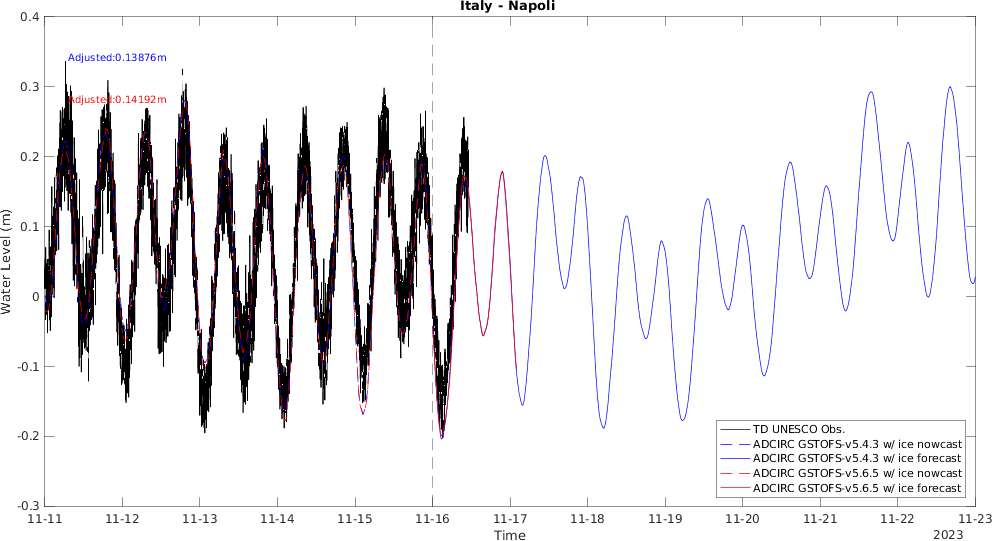 Italy - Napoli
0.4
0.3
0.2
0.1
0
-0.1
-0.2
-0.3
Water Level (m)
Adjusted:0.13876m
Adjusted:0.14192m
TD UNESCO Obs.
ADCIRC GSTOFS-v5.4.3 w/ ice nowcast
ADCIRC GSTOFS-v5.4.3 w/ ice forecast
ADCIRC GSTOFS-v5.6.5 w/ ice nowcast
ADCIRC GSTOFS-v5.6.5 w/ ice forecast
11-11 11-12 11-13 11-14 11-15 11-16 11-17 11-18 11-19 11-20 11-21 11-22 11-23
Time
2023